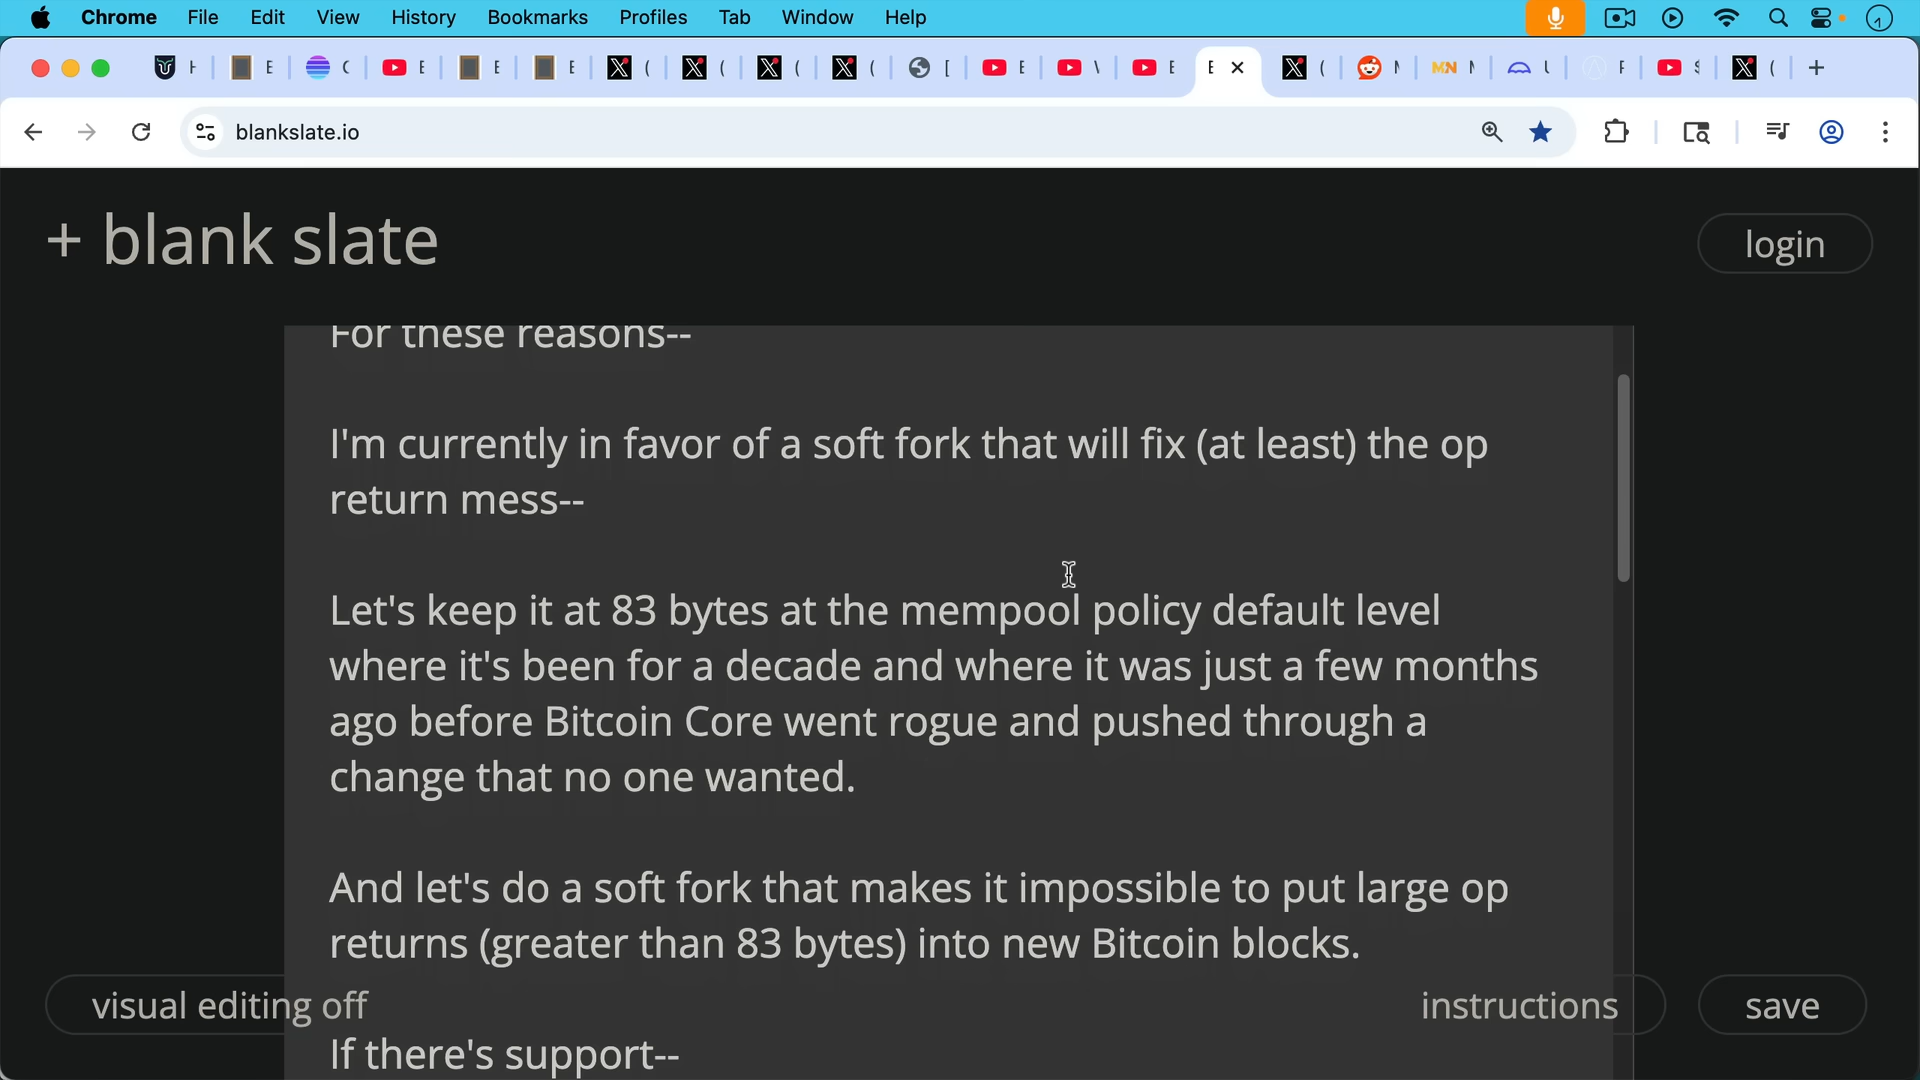 Chrome File Edit View History Bookmarks Profiles Tab Window Help
blankslate.io
+ blank slate
login
For these reasons--
I'm currently in favor of a soft fork that will fix (at least) the op
return mess--
Let's keep it at 83 bytes at the mempool policy default level
where it's been for a decade and where it was just a few months
ago before Bitcoin Core went rogue and pushed through a
change that no one wanted.
And let's do a soft fork that makes it impossible to put large op
returns (greater than 83 bytes) into new Bitcoin blocks.
visual editing off
instructions
save
If there's support--